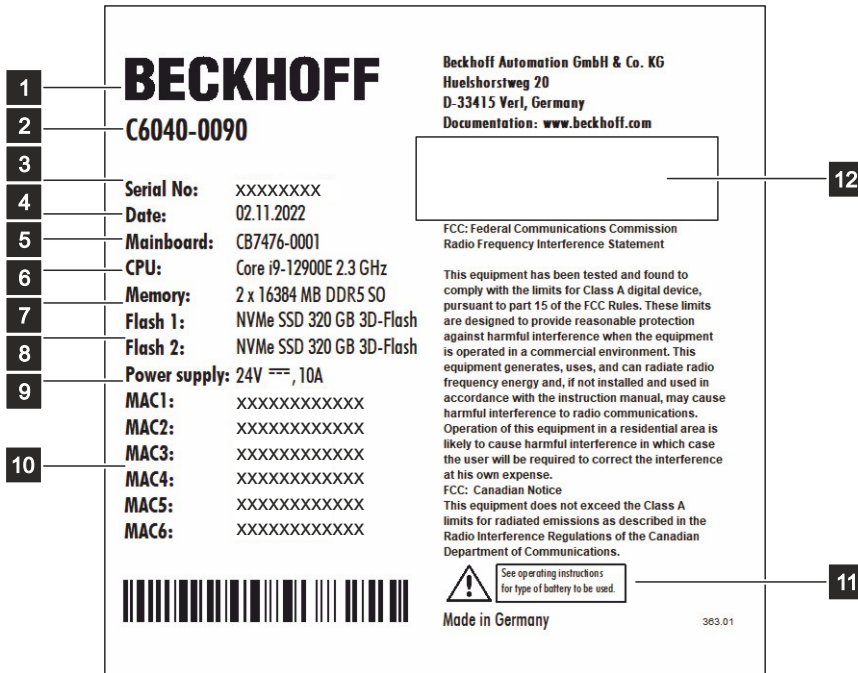 1
BECKHOFF
2
C6040-0090
3
Serial No: XXXXXXXX
4
Date: 02.11.2022
5
Mainboard: CB7476-0001
6
CPU: Core i9-12900E 2.3 GHz
Memory: 2 x 16384 MB DDR5 SO
7
Flash 1: NVMe SSD 320 GB 3D-Flash
8
Flash 2: NVMe SSD 320 GB 3D-Flash
9
Power supply: 24V ⎓, 10A
MAC1: XXXXXXXXXXXX
MAC2: XXXXXXXXXXXX
MAC3: XXXXXXXXXXXX
10
MAC4: XXXXXXXXXXXX
MAC5: XXXXXXXXXXXX
MAC6: XXXXXXXXXXXX
Beckhoff Automation GmbH & Co. KG
Huelshorstweg 20
D-33415 Verl, Germany
Documentation: www.beckhoff.com
12
FCC: Federal Communications Commission
Radio Frequency Interference Statement
This equipment has been tested and found to
comply with the limits for Class A digital device,
pursuant to part 15 of the FCC Rules. These limits
are designed to provide reasonable protection
against harmful interference when the equipment
is operated in a commercial environment. This
equipment generates, uses, and can radiate radio
frequency energy and, if not installed and used in
accordance with the instruction manual, may cause
harmful interference to radio communications.
Operation of this equipment in a residential area is
likely to cause harmful interference in which case
the user will be required to correct the interference
at his own expense.
FCC: Canadian Notice
This equipment does not exceed the Class A
limits for radiated emissions as described in the
Radio Interference Regulations of the Canadian
Department of Communications.
See operating instructions
for type of battery to be used.
11
Made in Germany
363.01